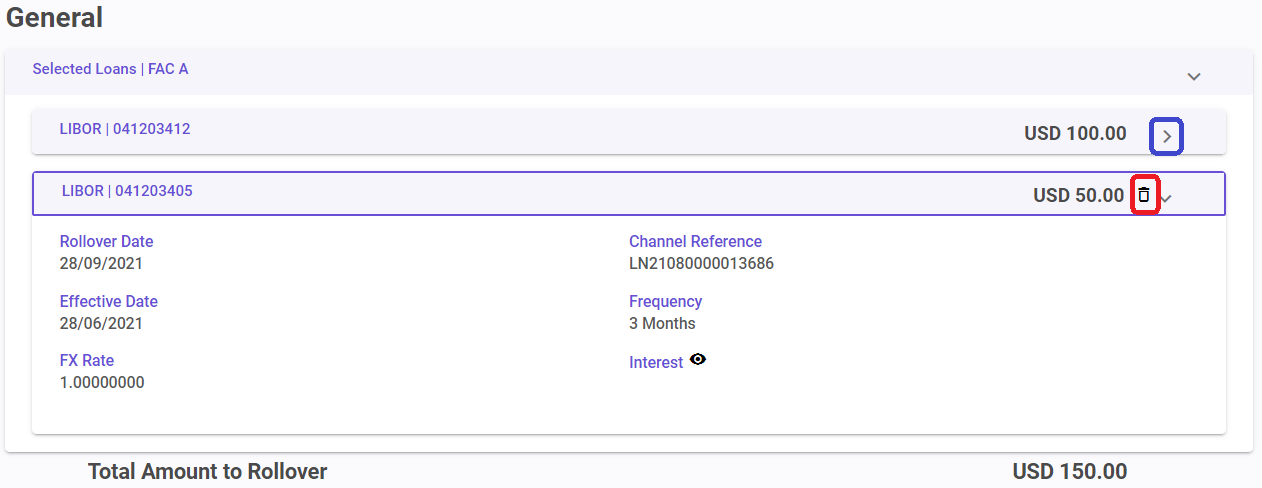 General
Selected Loans | FAC A
LIBOR | 041203412 USD 100.00
LIBOR | 041203405 USD 50.00
Rollover Date Channel Reference
28/09/2021 LN21080000013686
Effective Date Frequency
28/06/2021 3 Months
FX Rate Interest
1.00000000
Total Amount to Rollover USD 150.00